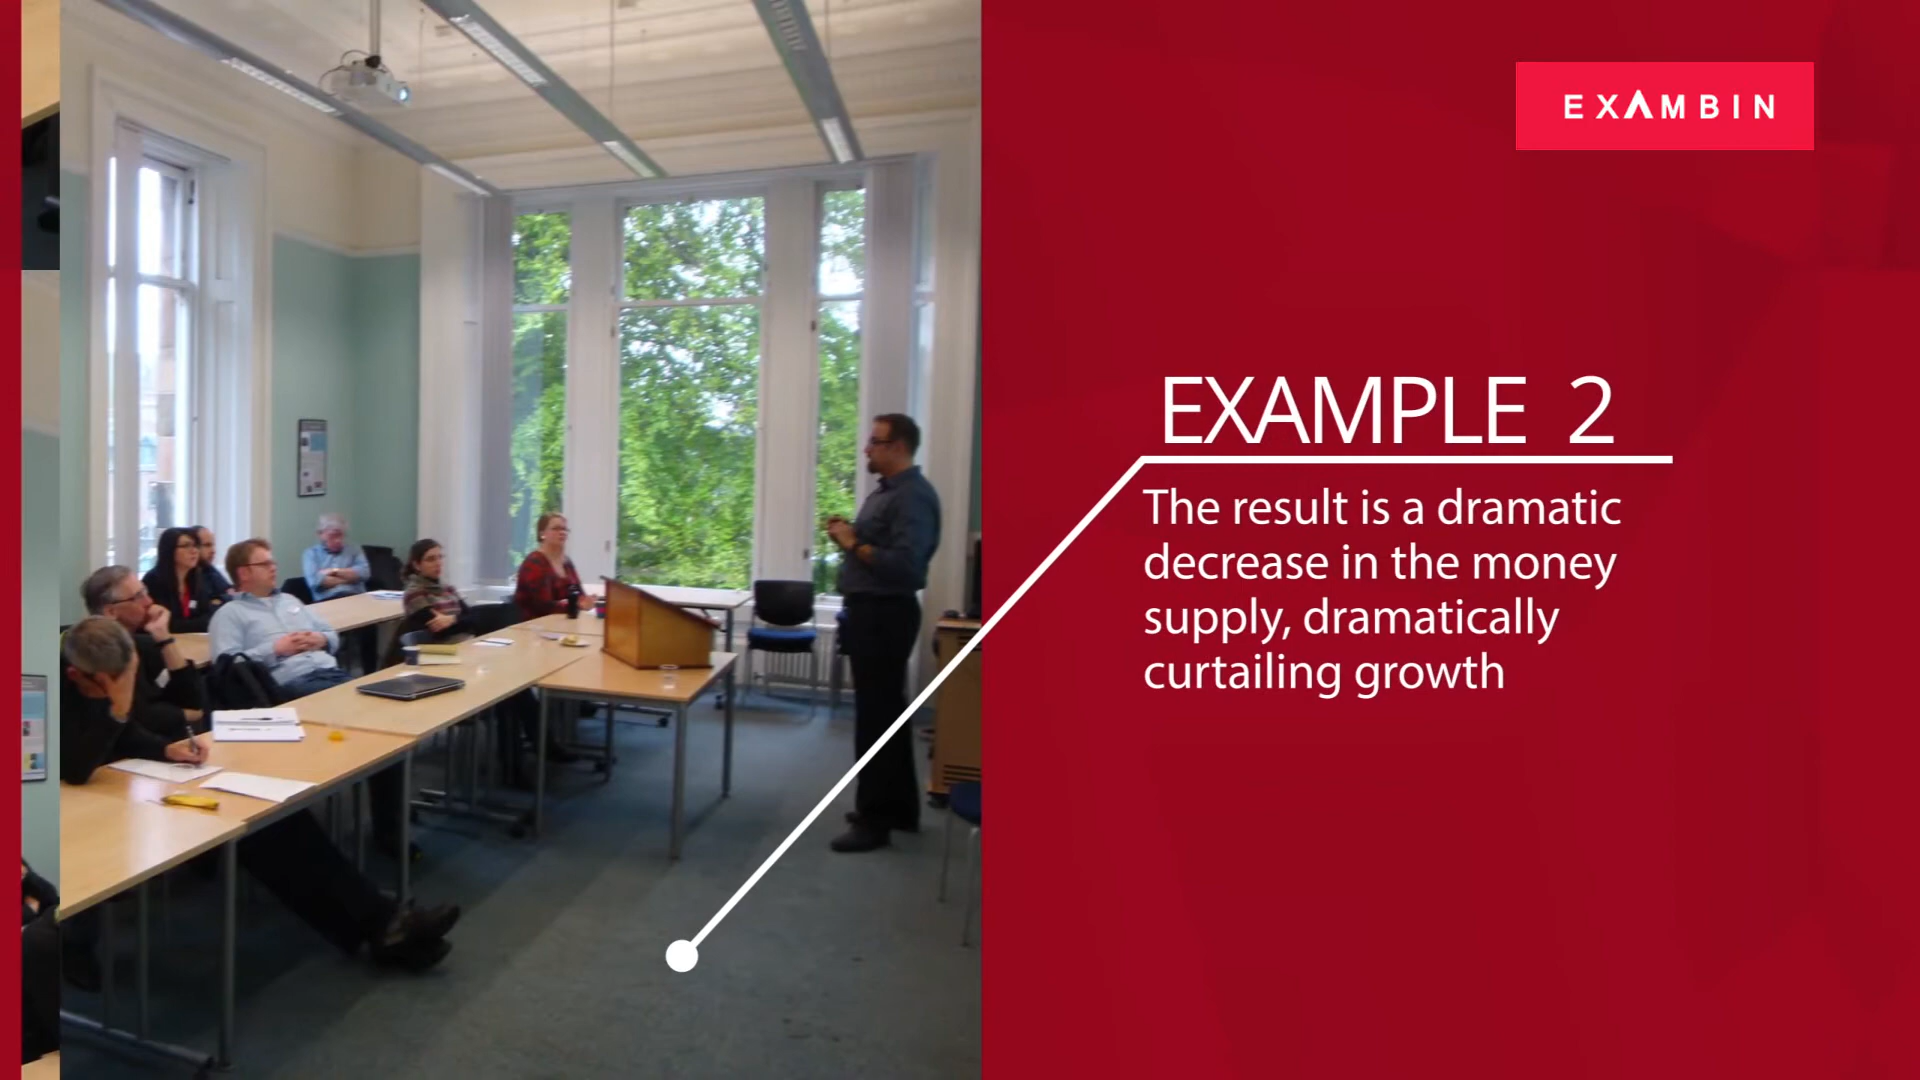 EXAMBIN
EXAMPLE 2
The result is a dramatic
decrease in the money
supply, dramatically
curtailing growth